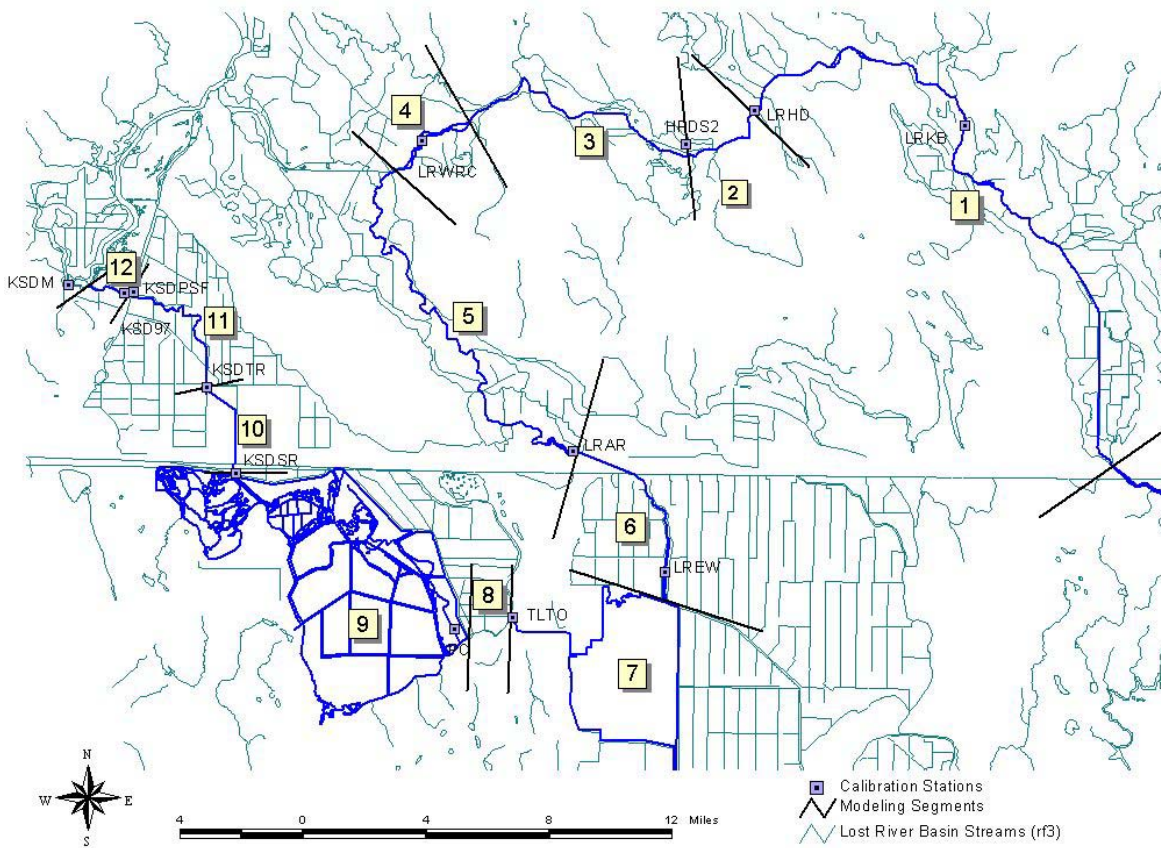 4
LRHD
3
HPDS2
LRKB
LRWRC
2
1
12
KSDM
KSDPSF
KSD97
11
5
KSDTR
10
LRAR
KSDSR
6
LREW
8
TLTO
9
PC
7
N
W E
S
4 0 4 8 12 Miles
Calibration Stations
Modeling Segments
Lost River Basin Streams (rf3)